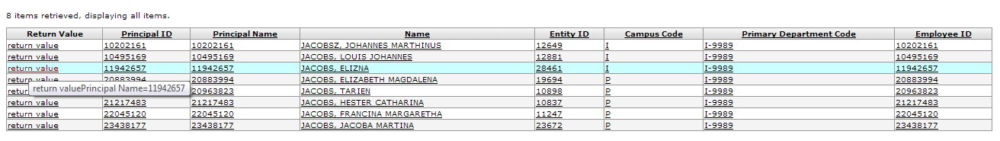 8 items retrieved, displaying all items.
Return Value Principal ID Principal Name Name Entity ID Campus Code Primary Department Code Employee ID
return value 10202161 10202161 JACOBSZ, JOHANNES MARTHINUS 12649 I I-9989 10202161
return value 10495169 10495169 JACOBS, LOUIS JOHANNES 12881 I I-9989 10495169
return value 11942657 11942657 JACOBS, ELIZNA 28461 I I-9989 11942657
return value 20883994 20883994 JACOBS, ELIZABETH MAGDALENA 19694 P I-9989 20883994
return valuePrincipal Name=11942657
20963823 JACOBS, TARIEN 10898 P I-9989 20963823
return value 21217483 21217483 JACOBS, HESTER CATHARINA 10837 P I-9989 21217483
return value 22045120 22045120 JACOBS, FRANCINA MARGARETHA 11247 P I-9989 22045120
return value 23438177 23438177 JACOBS, JACOBA MARTINA 23672 P I-9989 23438177